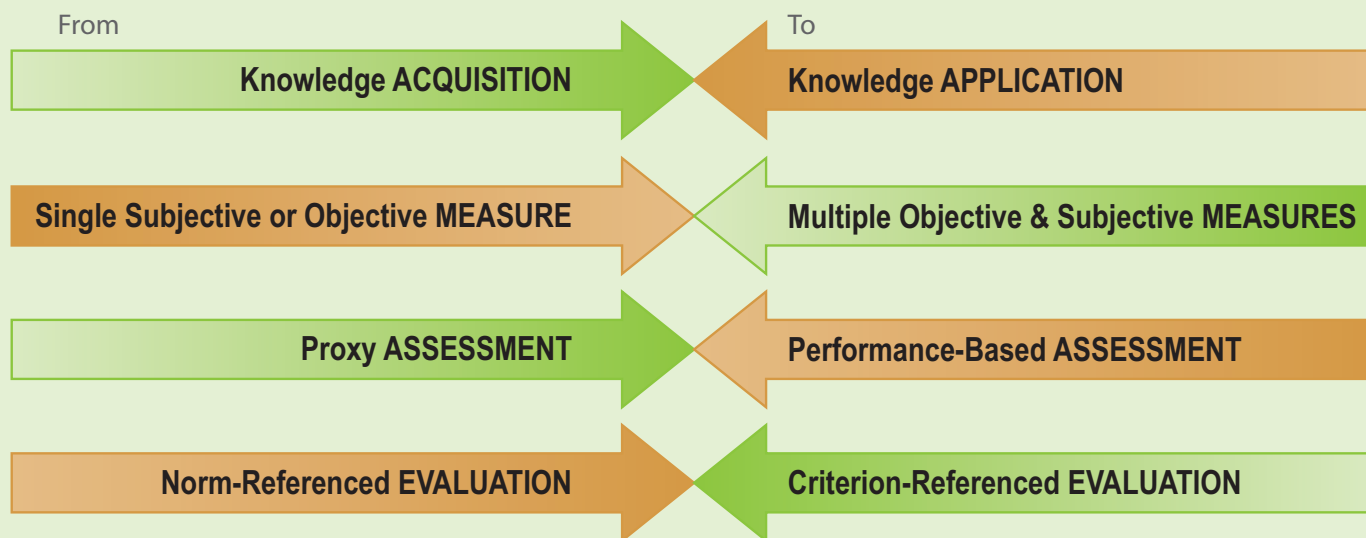 From
To
Knowledge ACQUISITION
Knowledge APPLICATION
Single Subjective or Objective MEASURE
Multiple Objective & Subjective MEASURES
Proxy ASSESSMENT
Performance-Based ASSESSMENT
Norm-Referenced EVALUATION
Criterion-Referenced EVALUATION